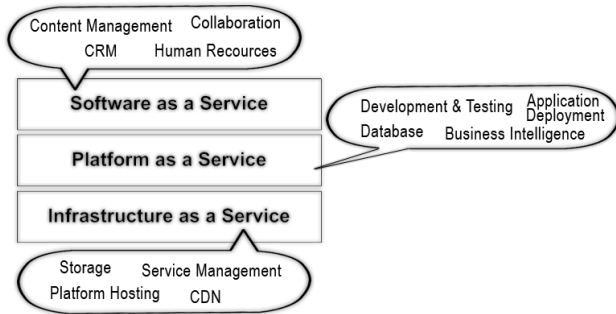 Content Management Collaboration
CRM Human Recources
Software as a Service
Development & Testing Application Deployment
Database Business Intelligence
Platform as a Service
Infrastructure as a Service
Storage Service Management
Platform Hosting CDN